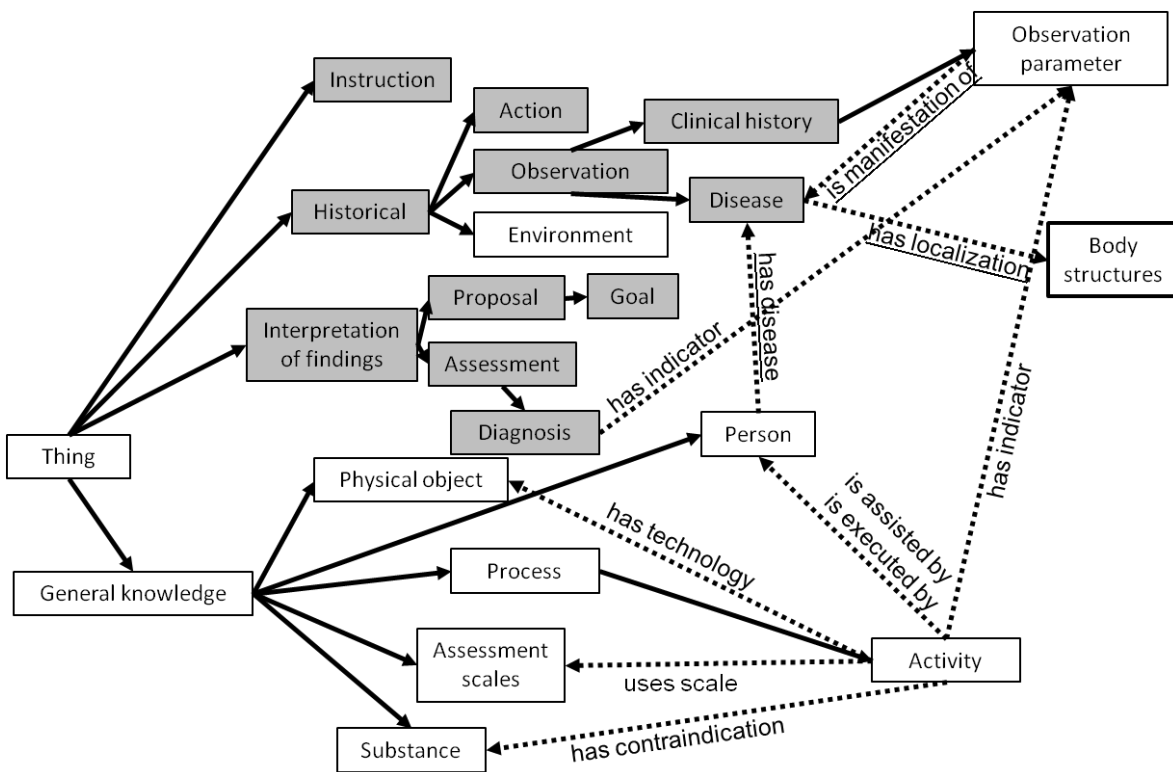 Observation
parameter
Instruction
Action
Clinical history
is manifestation of
Observation
Disease
Historical
Environment
has localization
Body
structures
Proposal
Goal
has disease
Interpretation
of findings
Assessment
has indicator
has indicator
Diagnosis
Person
Thing
Physical object
is assisted by
is executed by
has technology
General knowledge
Process
Assessment
scales
uses scale
Activity
Substance
has contraindication